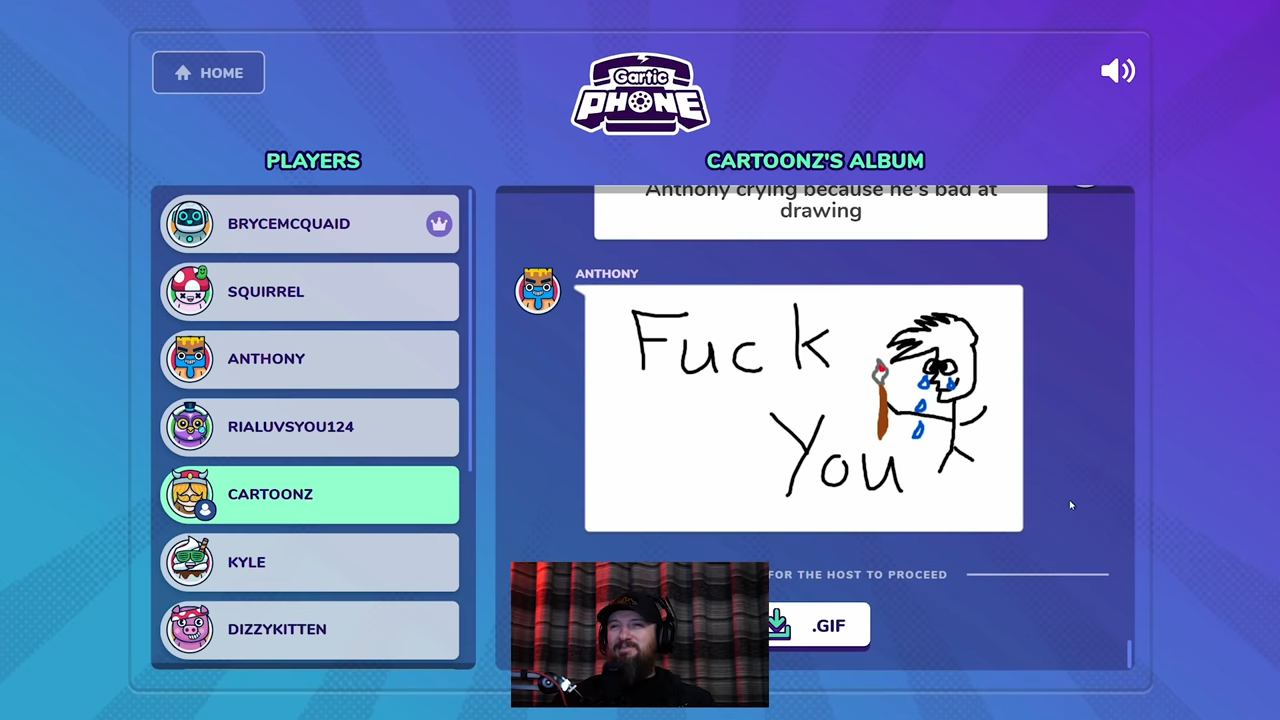 HOME
Gartic
PHONE
PLAYERS
CARTOONZ'S ALBUM
BRYCEMCQUAID
SQUIRREL
ANTHONY
RIALUVSYOU124
CARTOONZ
KYLE
DIZZYKITTEN
Anthony crying because he's bad at
drawing
ANTHONY
Fuck
You
FOR THE HOST TO PROCEED
.GIF